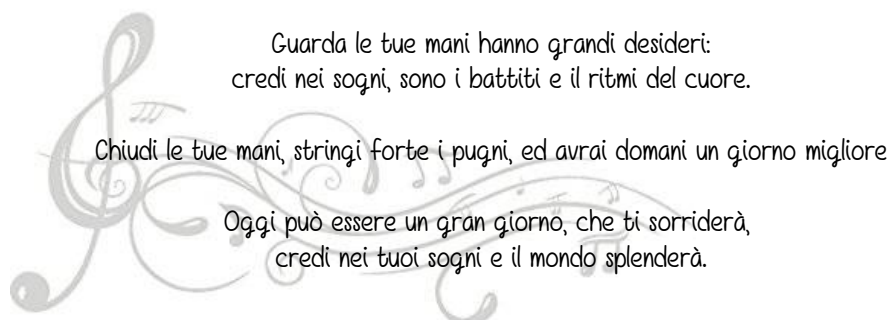 Guarda le tue mani hanno grandi desideri:
credi nei sogni, sono i battiti e il ritmi del cuore.
Chiudi le tue mani, stringi forte i pugni, ed avrai domani un giorno migliore
Oggi può essere un gran giorno, che ti sorriderà,
credi nei tuoi sogni e il mondo splenderà.